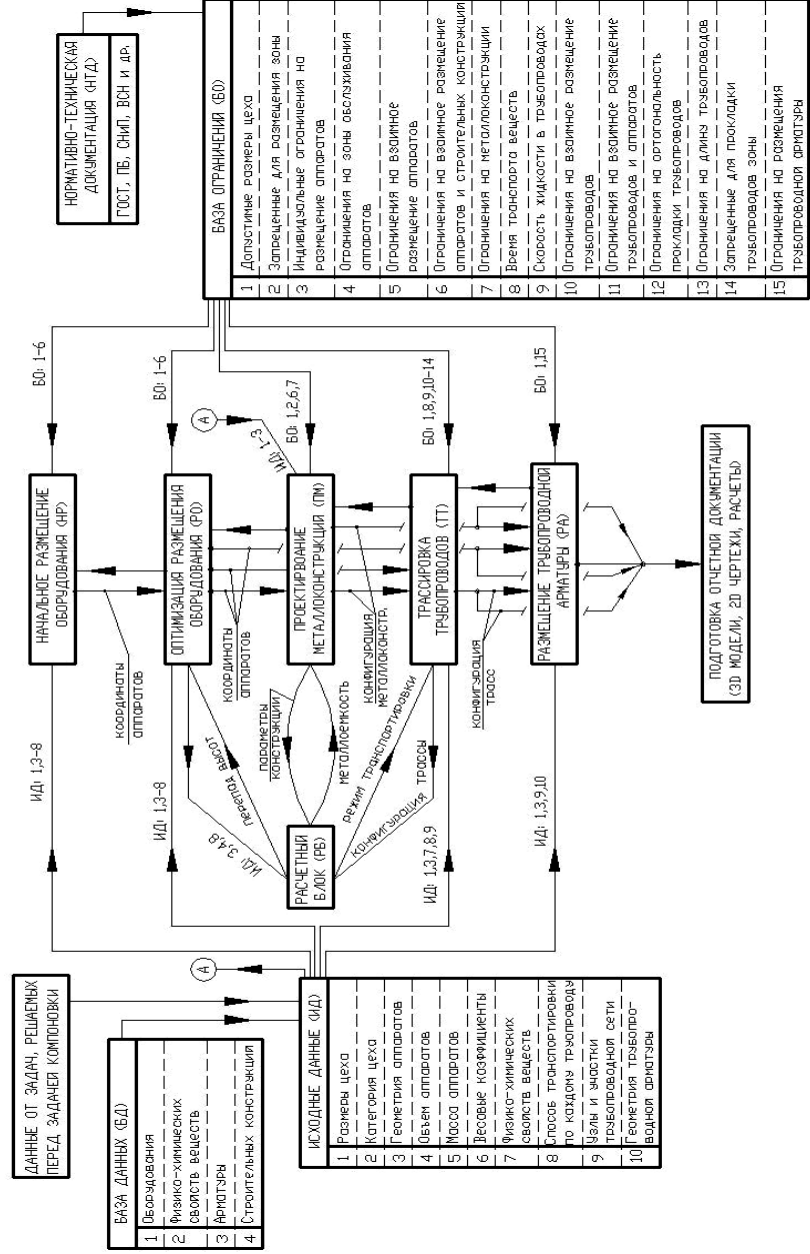 ДАННЫЕ ОТ ЗАДАЧ, РЕШАЕМЫХ
ПЕРЕД ЗАДАЧЕЙ КОМПОНОВКИ
БАЗА ДАННЫХ (БД)
1 Оборудования
2 Физико-химических
свойств веществ
3 Арматуры
4 Строительных конструкций
ИСХОДНЫЕ ДАННЫЕ (ИД)
1 Размеры цеха
2 Категория цеха
3 Геометрия аппаратов
4 Объем аппаратов
5 Масса аппаратов
6 Весовые коэффициенты
7 Физико-химических
свойств веществ
8 Способ транспортировки
по каждому труопроводу
9 Узлы и участки
трубопроводной сети
10 Геометрия трубопро-
водной арматуры
А
ИД: 1,3-8
ИД: 1,3-8
ИД: 1,3,7,8,9
ИД: 1,3,9,10
РАСЧЕТНЫЙ
БЛОК (РБ)
ИД: 3,4,8
перепад высот
параметры
конструкции
металлоемкость
режим транспортировки
конфигурация трассы
НАЧАЛЬНОЕ РАЗМЕЩЕНИЕ
ОБОРУДОВАНИЯ (НР)
координаты
аппаратов
ОПТИМИЗАЦИЯ РАЗМЕЩЕНИЯ
ОБОРУДОВАНИЯ (РО)
координаты
аппаратов
ПРОЕКТИРВОАНИЕ
МЕТАЛЛОКОНСТРУКЦИЙ (ПМ)
конфигурация
металлоконстр.
ТРАССИРОВКА
ТРУБОПРОВОДОВ (ТТ)
конфигурация
трасс
РАЗМЕЩЕНИЕ ТРУБОПРОВОДНОЙ
АРМАТУРЫ (РА)
ПОДГОТОВКА ОТЧЕТНОЙ ДОКУМЕНТАЦИИ
(3D МОДЕЛИ, 2D ЧЕРТЕЖИ, РАСЧЕТЫ)
БО: 1-6
БО: 1-6
А
ИД: 1-3
БО: 1,2,6,7
БО: 1,8,9,10-14
БО: 1,15
НОРМАТИВНО-ТЕХНИЧЕСКАЯ
ДОКУМЕНТАЦИЯ (НТД)
ГОСТ, ПБ, СНиП, ВСН и др.
БАЗА ОГРАНИЧЕНИЙ (БО)
1 Допустимые размеры цеха
2 Запрещенные для размещения зоны
3 Индивидуальные ограничения на
размещение аппаратов
4 Ограничения на зоны обслуживания
аппаратов
5 Ограничения на взаимное
размещение аппаратов
6 Ограничения на взаимное размещение
аппаратов и строительных конструкций
7 Ограничения на металлоконструкции
8 Время транспорта веществ
9 Скорость жидкости в трубопроводах
10 Ограничения на взаимное размещение
трубопроводов
11 Ограничения на взаимное размещение
трубопроводов и аппаратов
12 Ограничения на ортогональность
прокладки трубопроводов
13 Ограничения на длину трубопроводов
14 Запрещенные для прокладки
трубопроводов зоны
15 Ограничения на размещения
трубопроводной арматуры